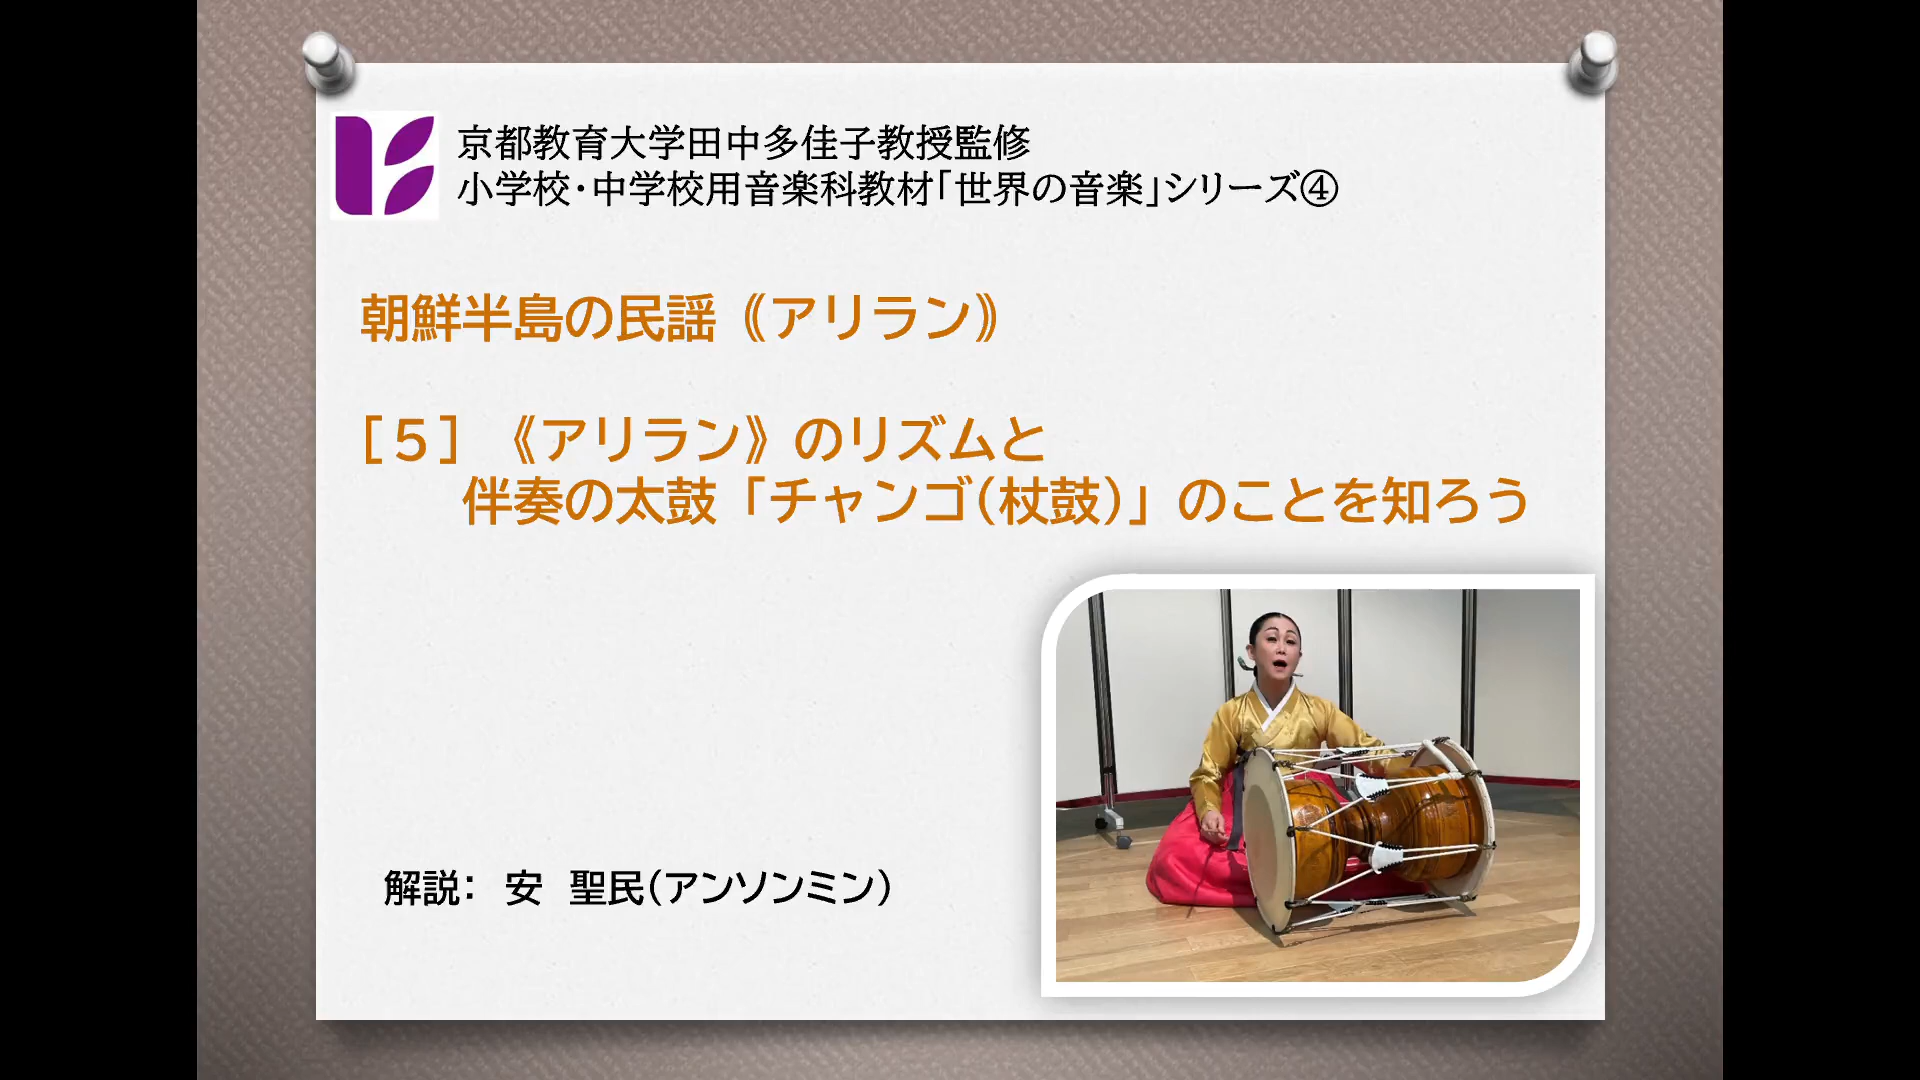 京都教育大学田中多佳子教授監修
小学校・中学校用音楽科教材「世界の音楽」シリーズ④
朝鮮半島の民謡《アリラン》
［５］《アリラン》のリズムと
伴奏の太鼓「チャンゴ(杖鼓)」のことを知ろう
解説： 安　聖民(アンソンミン)